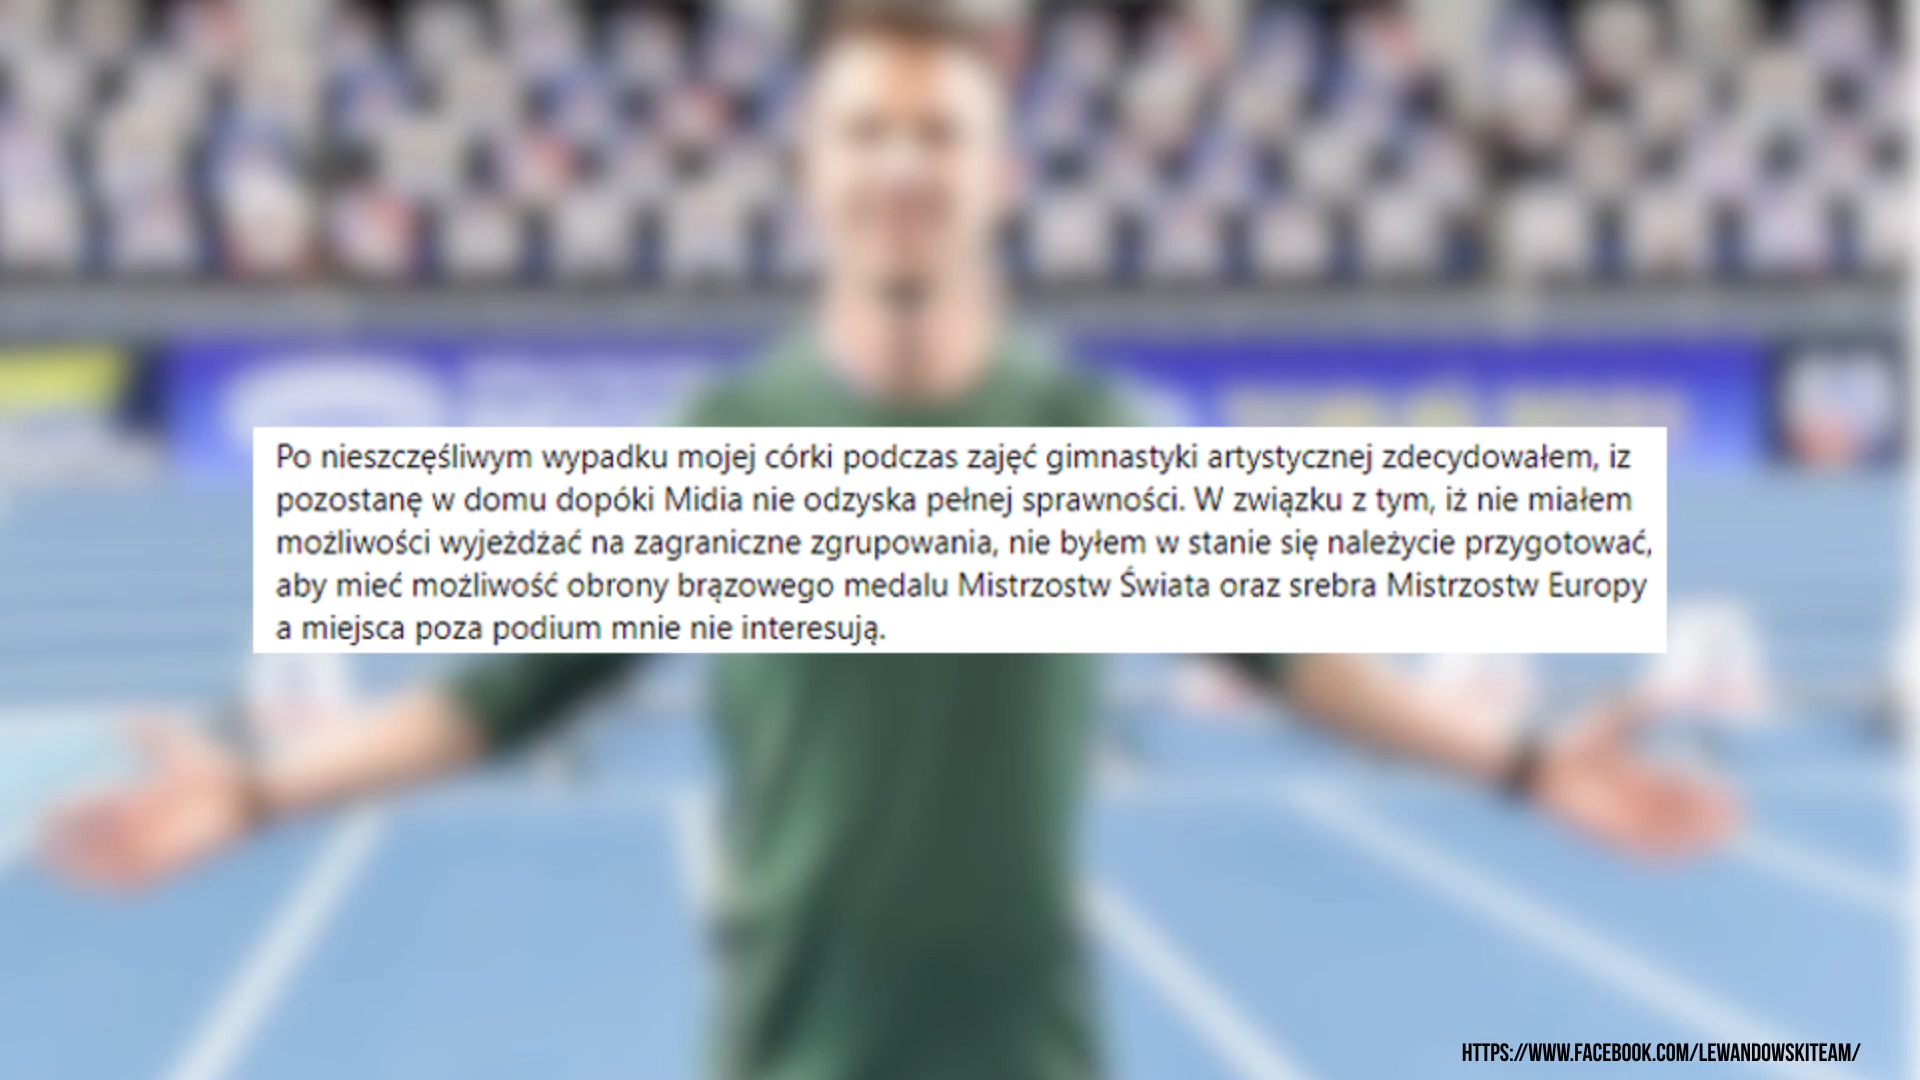 Po nieszczęśliwym wypadku mojej córki podczas zajęć gimnastyki artystycznej zdecydowałem, iz
pozostanę w domu dopóki Midia nie odzyska pełnej sprawności. W związku z tym, iż nie miałem
możliwości wyjeżdżać na zagraniczne zgrupowania, nie byłem w stanie się należycie przygotować,
aby mieć możliwość obrony brązowego medalu Mistrzostw Świata oraz srebra Mistrzostw Europy
a miejsca poza podium mnie nie interesują.
HTTPS://WWW.FACEBOOK.COM/LEWANDOWSKITEAM/